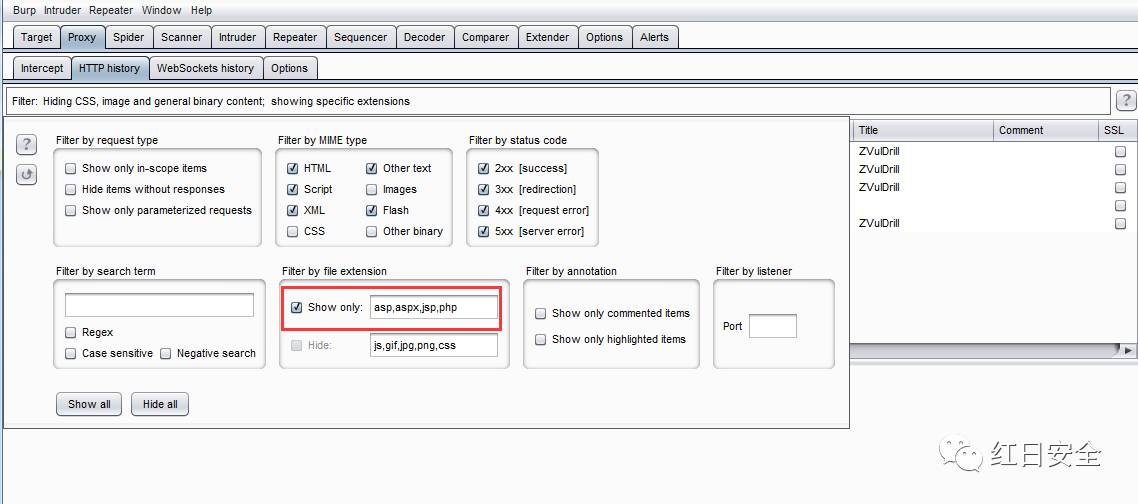 Burp Intruder Repeater Window Help
Target Proxy Spider Scanner Intruder Repeater Sequencer Decoder Comparer Extender Options Alerts
Intercept HTTP history WebSockets history Options
Filter: Hiding CSS, image and general binary content; showing specific extensions ?
Title Comment SSL
? Filter by request type Filter by MIME type Filter by status code
Show only in-scope items HTML Other text 2xx [success]
Hide items without responses Script Images 3xx [redirection]
Show only parameterized requests XML Flash 4xx [request error]
CSS Other binary 5xx [server error]
ZVulDrill
ZVulDrill
ZVulDrill
ZVulDrill
Filter by search term Filter by file extension Filter by annotation Filter by listener
Show only: asp,aspx,jsp,php Show only commented items
Regex Port
Hide: js,gif,jpg,png,css Show only highlighted items
Case sensitive Negative search
Show all Hide all
红日安全